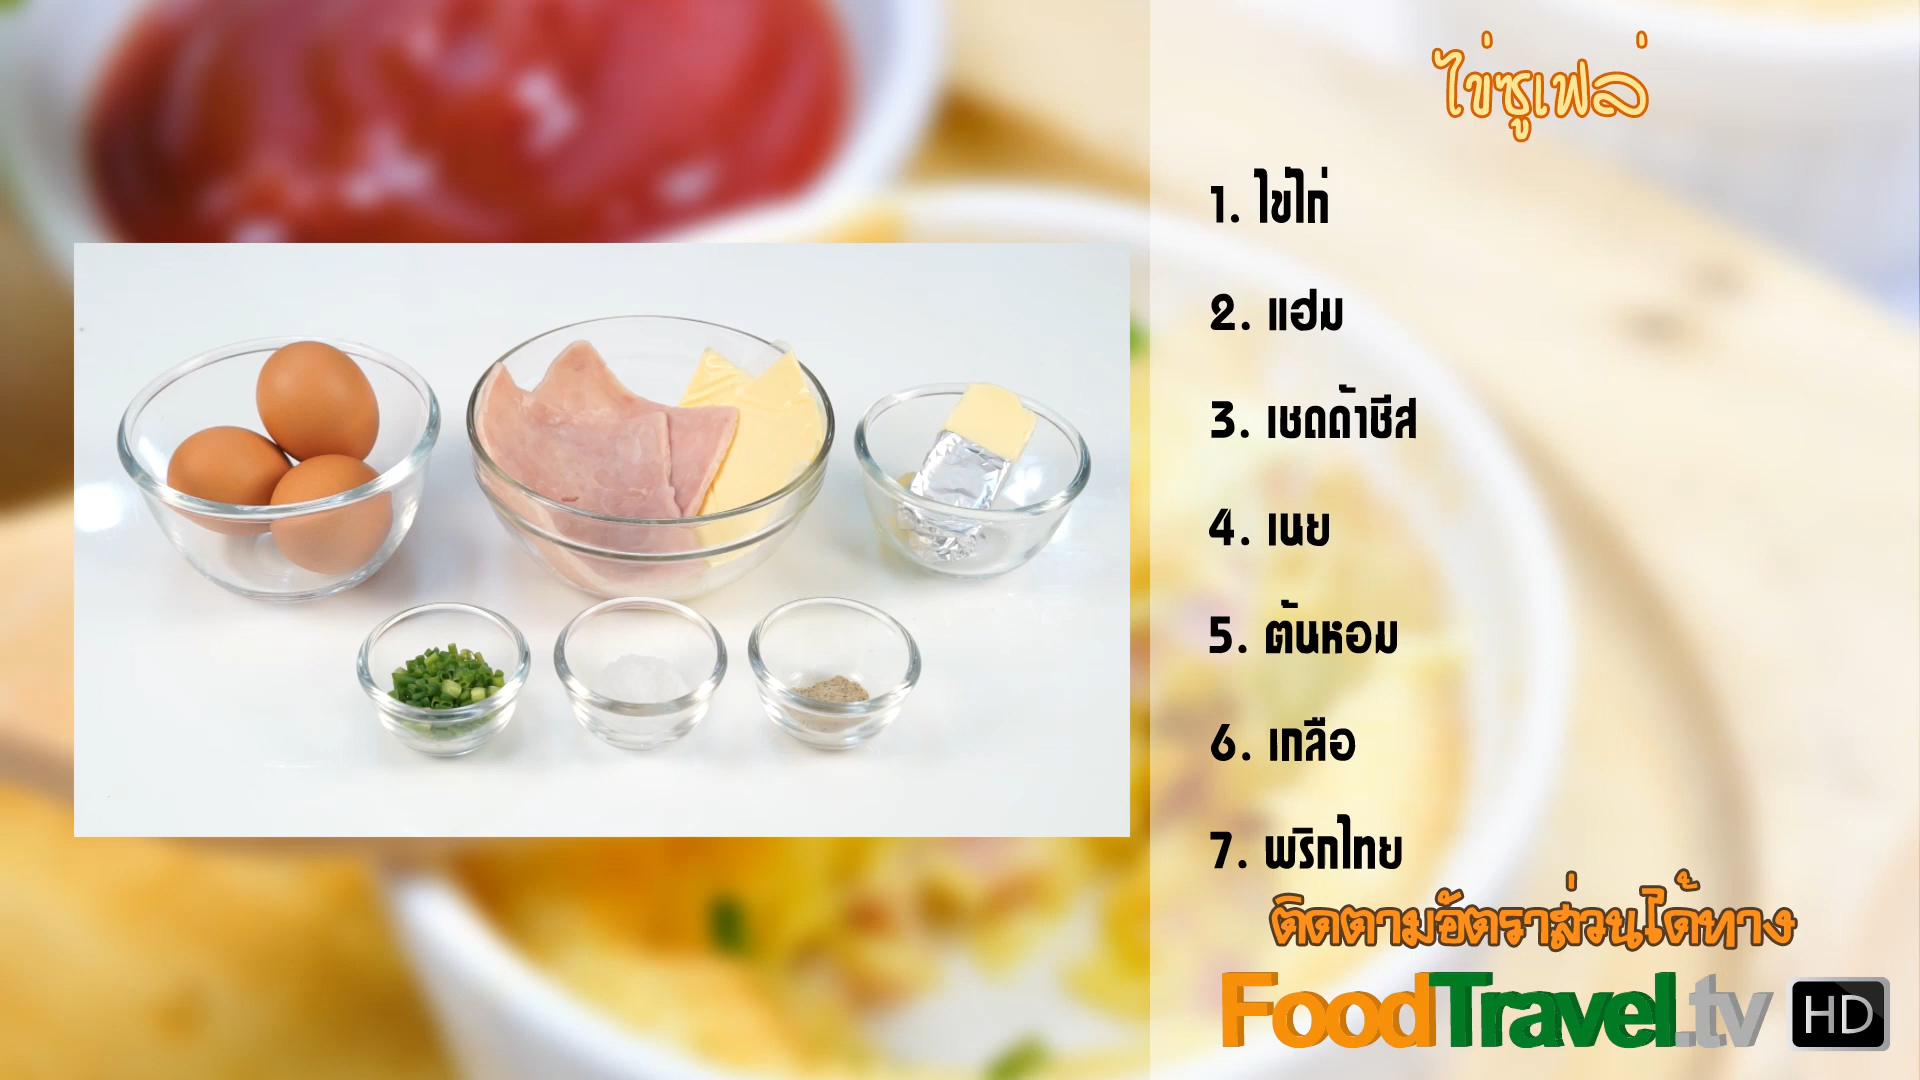 ไข่ซูเฟล่
1. ไข่ไก่
2. แฮ่ม
3. เชดด้าชีส
4. เนย
5. ต้นหอม
6. เกลือ
7. พริกไทย
ติดตามอัตราส่วนได้ทาง
FoodTravel.tv HD